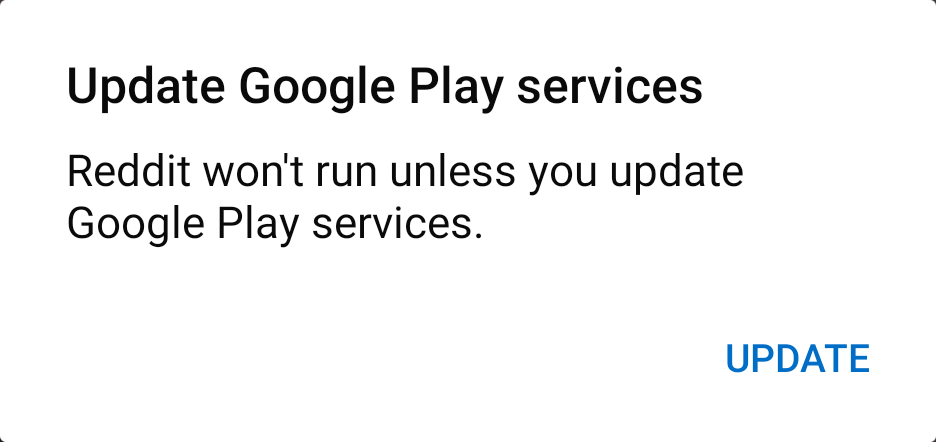 Update Google Play services
Reddit won't run unless you update
Google Play services.
UPDATE